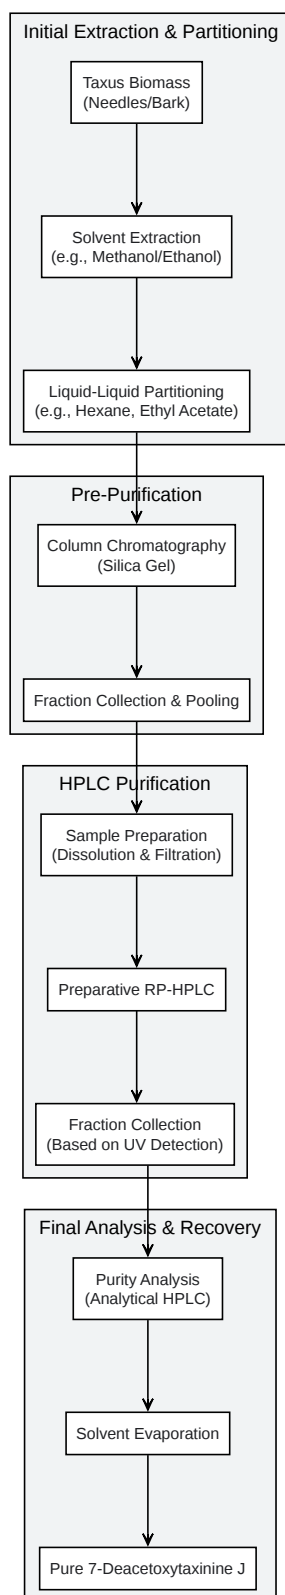 Initial Extraction & Partitioning
Taxus Biomass
(Needles/Bark)
Solvent Extraction
(e.g., Methanol/Ethanol)
Liquid-Liquid Partitioning
(e.g., Hexane, Ethyl Acetate)
Pre-Purification
Column Chromatography
(Silica Gel)
Fraction Collection & Pooling
HPLC Purification
Sample Preparation
(Dissolution & Filtration)
Preparative RP-HPLC
Fraction Collection
(Based on UV Detection)
Final Analysis & Recovery
Purity Analysis
(Analytical HPLC)
Solvent Evaporation
Pure 7-Deacetoxytaxinine J